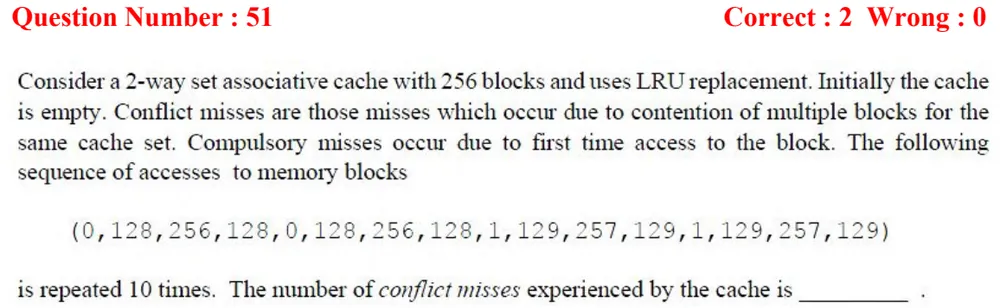 Question Number : 51 Correct : 2 Wrong : 0
Consider a 2-way set associative cache with 256 blocks and uses LRU replacement. Initially the cache
is empty. Conflict misses are those misses which occur due to contention of multiple blocks for the
same cache set. Compulsory misses occur due to first time access to the block. The following
sequence of accesses to memory blocks
(0,128,256,128,0,128,256,128,1,129,257,129,1,129,257,129)
is repeated 10 times. The number of conflict misses experienced by the cache is __________ .